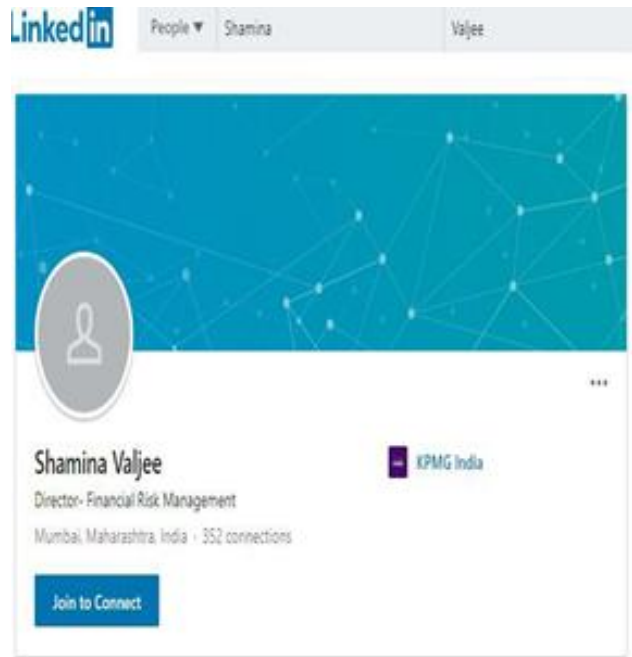 Linked in People ▼ Shamina Valjee
...
Shamina Valjee KPMG India
Director- Financial Risk Management
Mumbai, Maharashtra, India · 352 connections
Join to Connect